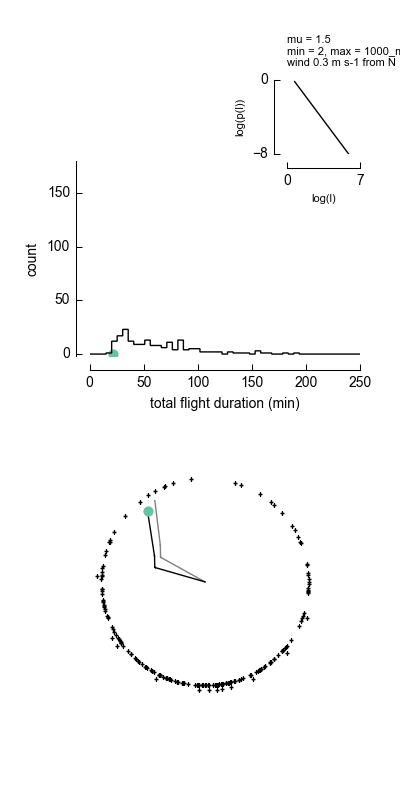 mu = 1.5
min = 2, max = 1000_m
wind 0.3 m s-1 from N
0
−8
log(p(l))
0 7
log(l)
150
100
50
0
count
0 50 100 150 200 250
total flight duration (min)